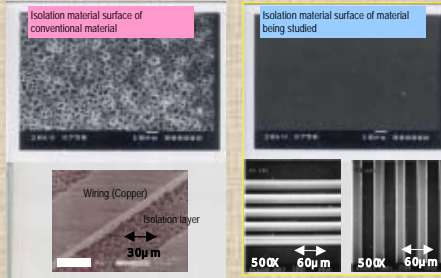 Isolation material surface of
conventional material
Isolation material surface of material
being studied
Wiring (Copper)
Isolation layer
30µm
500X
60µm
500X
60µm